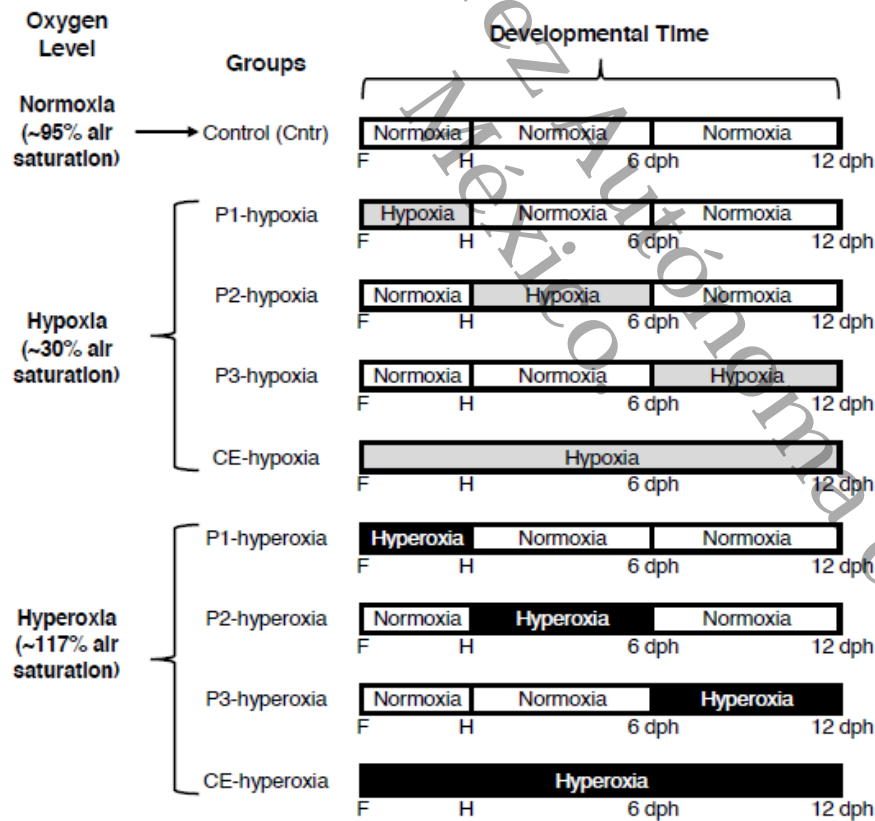 Oxygen
Level
Groups
Developmental Time
Normoxia
(~95% air
saturation)
Control (Cntr)
Normoxia Normoxia Normoxia
F H 6 dph 12 dph
P1-hypoxia
Hypoxia Normoxia Normoxia
F H 6 dph 12 dph
P2-hypoxia
Normoxia Hypoxia Normoxia
F H 6 dph 12 dph
Hypoxia
(~30% air
saturation)
P3-hypoxia
Normoxia Normoxia Hypoxia
F H 6 dph 12 dph
CE-hypoxia
Hypoxia
F H 6 dph 12 dph
P1-hyperoxia
Hyperoxia Normoxia Normoxia
F H 6 dph 12 dph
Hyperoxia
(~117% air
saturation)
P2-hyperoxia
Normoxia Hyperoxia Normoxia
F H 6 dph 12 dph
P3-hyperoxia
Normoxia Normoxia Hyperoxia
F H 6 dph 12 dph
CE-hyperoxia
Hyperoxia
F H 6 dph 12 dph
Autónoma
México.